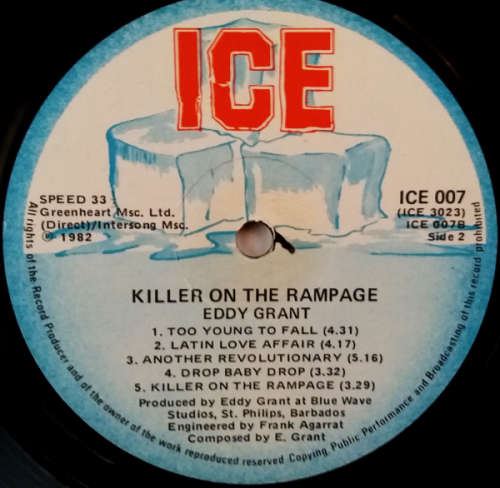 ICE
SPEED 33
Greenheart Msc. Ltd.
(Direct)/Intersong Msc.
℗ 1982
ICE 007
(ICE 3023)
ICE 007B
Side 2
KILLER ON THE RAMPAGE
EDDY GRANT
1. TOO YOUNG TO FALL (4.31)
2. LATIN LOVE AFFAIR (4.17)
3. ANOTHER REVOLUTIONARY (5.16)
4. DROP BABY DROP (3.32)
5. KILLER ON THE RAMPAGE (3.29)
Produced by Eddy Grant at Blue Wave
Studios, St. Philips, Barbados
Engineered by Frank Agarrat
Composed by E. Grant
All rights of the Record Producer and of the owner of the work reproduced reserved. Copying, Public Performance and Broadcasting of this record prohibited